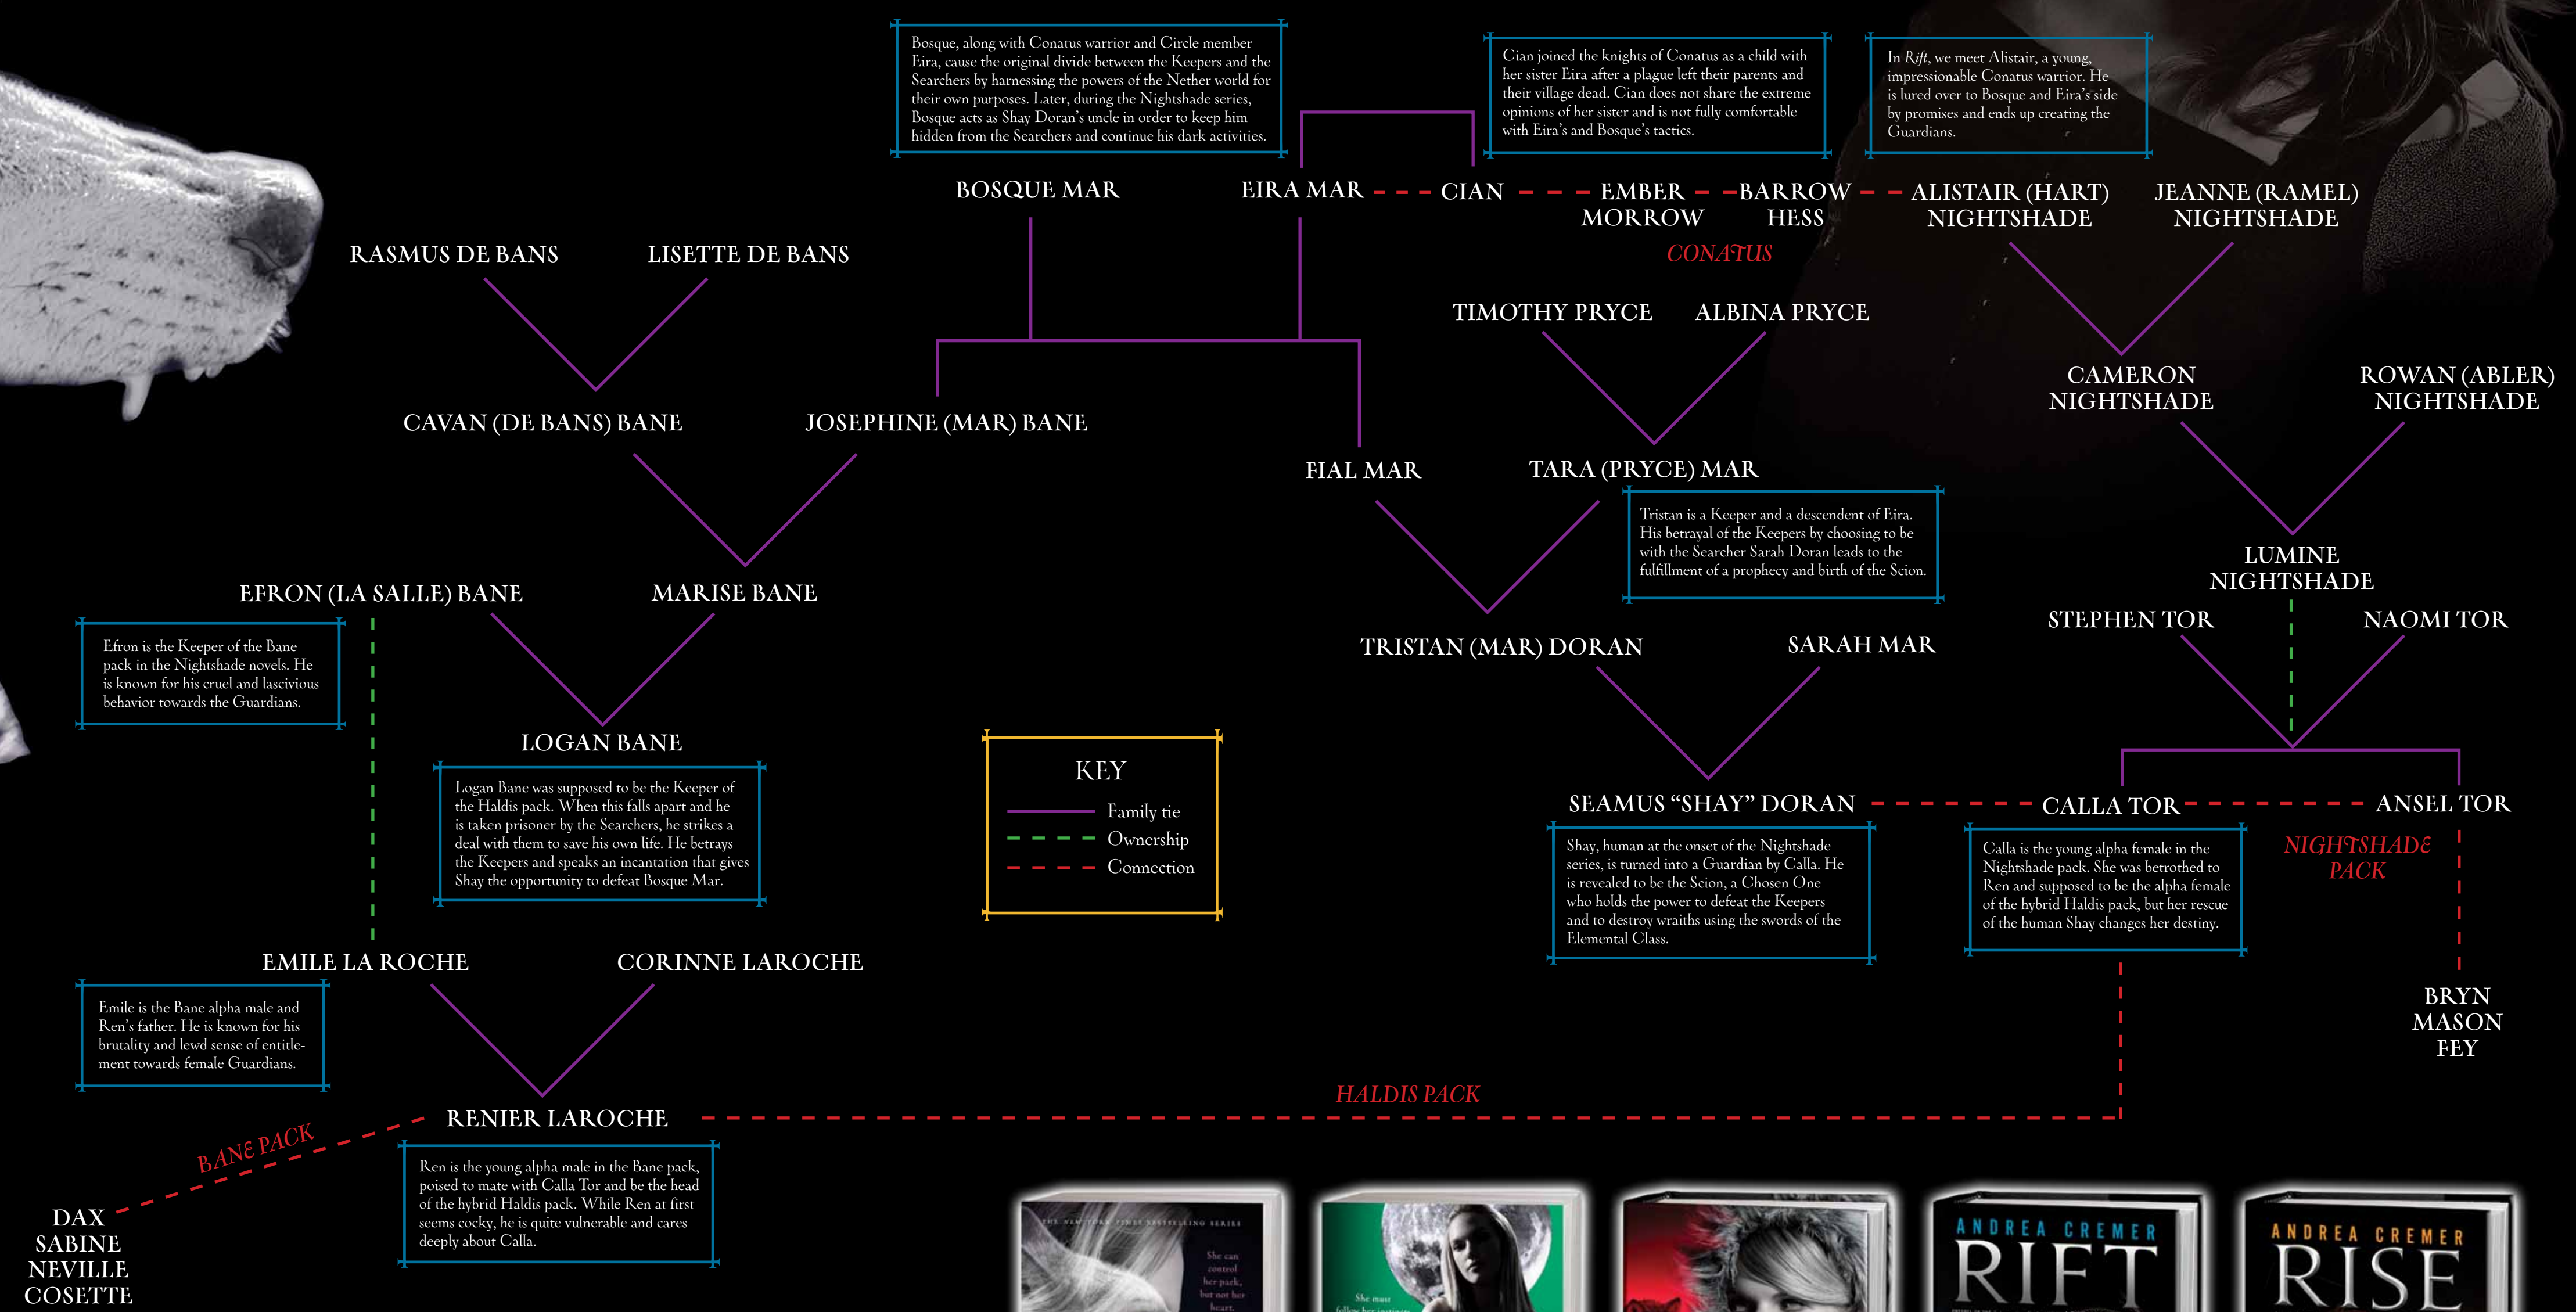 Bosque, along with Conatus warrior and Circle member
Eira, cause the original divide between the Keepers and the
Searchers by harnessing the powers of the Nether world for
their own purposes. Later, during the Nightshade series,
Bosque acts as Shay Doran's uncle in order to keep him
hidden from the Searchers and continue his dark activities.
Cian joined the knights of Conatus as a child with
her sister Eira after a plague left their parents and
their village dead. Cian does not share the extreme
opinions of her sister and is not fully comfortable
with Eira's and Bosque's tactics.
In Rift, we meet Alistair, a young,
impressionable Conatus warrior. He
is lured over to Bosque and Eira's side
by promises and ends up creating the
Guardians.
BOSQUE MAR
EIRA MAR
CIAN
EMBER
MORROW
BARROW
HESS
ALISTAIR (HART)
NIGHTSHADE
JEANNE (RAMEL)
NIGHTSHADE
CONATUS
RASMUS DE BANS
LISETTE DE BANS
TIMOTHY PRYCE
ALBINA PRYCE
CAMERON
NIGHTSHADE
ROWAN (ABLER)
NIGHTSHADE
CAVAN (DE BANS) BANE
JOSEPHINE (MAR) BANE
FIAL MAR
TARA (PRYCE) MAR
Tristan is a Keeper and a descendent of Eira.
His betrayal of the Keepers by choosing to be
with the Searcher Sarah Doran leads to the
fulfillment of a prophecy and birth of the Scion.
LUMINE
NIGHTSHADE
EFRON (LA SALLE) BANE
MARISE BANE
Efron is the Keeper of the Bane
pack in the Nightshade novels. He
is known for his cruel and lascivious
behavior towards the Guardians.
TRISTAN (MAR) DORAN
SARAH MAR
STEPHEN TOR
NAOMI TOR
LOGAN BANE
Logan Bane was supposed to be the Keeper of
the Haldis pack. When this falls apart and he
is taken prisoner by the Searchers, he strikes a
deal with them to save his own life. He betrays
the Keepers and speaks an incantation that gives
Shay the opportunity to defeat Bosque Mar.
KEY
Family tie
Ownership
Connection
SEAMUS “SHAY” DORAN
CALLA TOR
ANSEL TOR
Shay, human at the onset of the Nightshade
series, is turned into a Guardian by Calla. He
is revealed to be the Scion, a Chosen One
who holds the power to defeat the Keepers
and to destroy wraiths using the swords of the
Elemental Class.
Calla is the young alpha female in the
Nightshade pack. She was betrothed to
Ren and supposed to be the alpha female
of the hybrid Haldis pack, but her rescue
of the human Shay changes her destiny.
NIGHTSHADE
PACK
EMILE LA ROCHE
CORINNE LAROCHE
Emile is the Bane alpha male and
Ren's father. He is known for his
brutality and lewd sense of entitle-
ment towards female Guardians.
BRYN
MASON
FEY
HALDIS PACK
RENIER LAROCHE
BANE PACK
Ren is the young alpha male in the Bane pack,
poised to mate with Calla Tor and be the head
of the hybrid Haldis pack. While Ren at first
seems cocky, he is quite vulnerable and cares
deeply about Calla.
DAX
SABINE
NEVILLE
COSETTE
THE NEW YORK TIMES BESTSELLING SERIES
She can
control
her pack,
but not her
heart.
She must
follow her instincts
ANDREA CREMER
RIFT
ANDREA CREMER
RISE